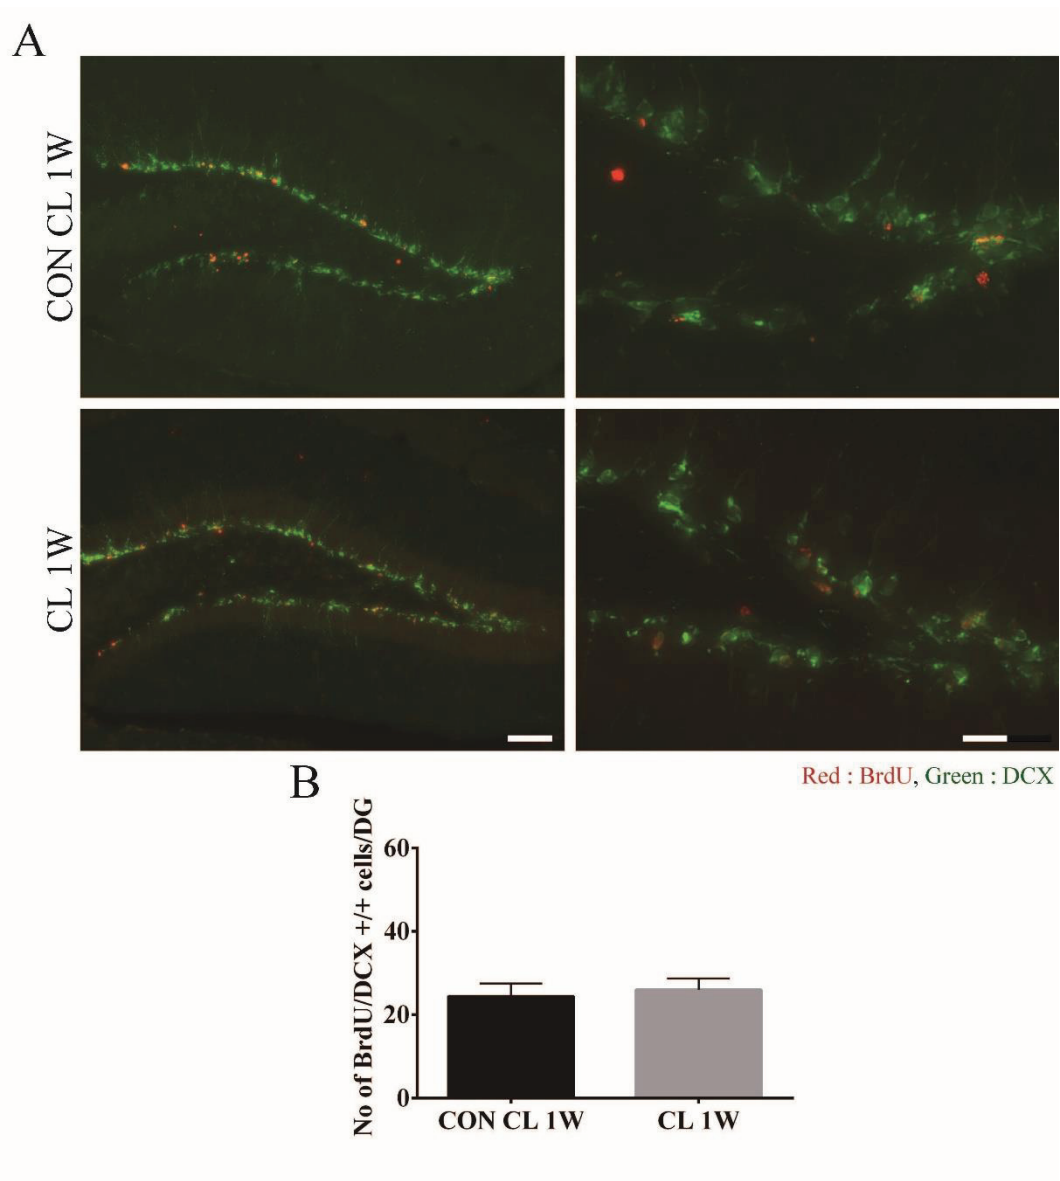 A
CON CL 1W
CL 1W
Red : BrdU, Green : DCX
B
No of BrdU/DCX +/+ cells/DG
60
40
20
0
CON CL 1W
CL 1W